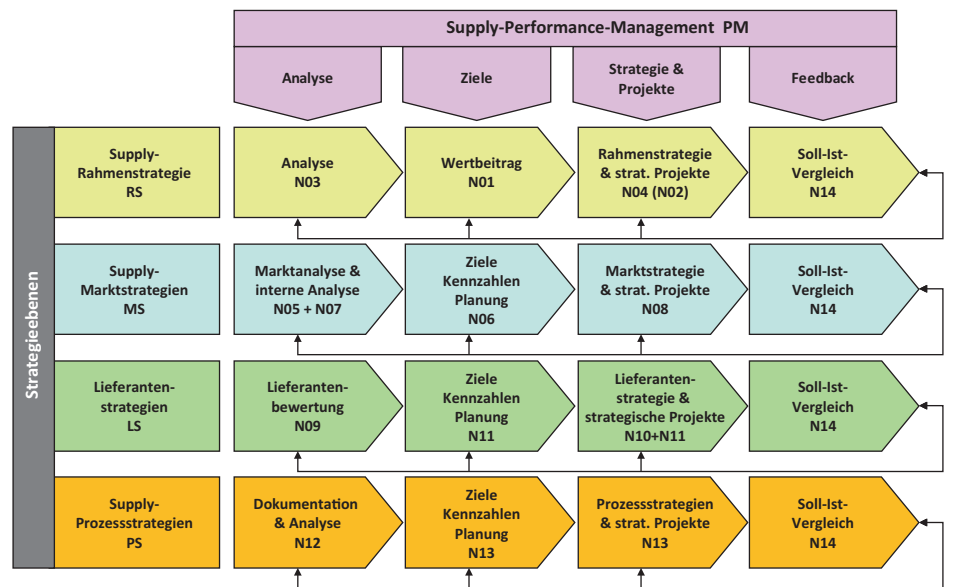 Supply-Performance-Management PM
Analyse
Ziele
Strategie &
Projekte
Feedback
Strategieebenen
Supply-
Rahmenstrategie
RS
Analyse
N03
Wertbeitrag
N01
Rahmenstrategie
& strat. Projekte
N04 (N02)
Soll-Ist-
Vergleich
N14
Supply-
Marktstrategien
MS
Marktanalyse &
interne Analyse
N05 + N07
Ziele
Kennzahlen
Planung
N06
Marktstrategie
& strat. Projekte
N08
Soll-Ist-
Vergleich
N14
Lieferanten-
strategien
LS
Lieferanten-
bewertung
N09
Ziele
Kennzahlen
Planung
N11
Lieferanten-
strategie &
strategische Projekte
N10+N11
Soll-Ist-
Vergleich
N14
Supply-
Prozessstrategien
PS
Dokumentation
& Analyse
N12
Ziele
Kennzahlen
Planung
N13
Prozessstrategien
& strat. Projekte
N13
Soll-Ist-
Vergleich
N14